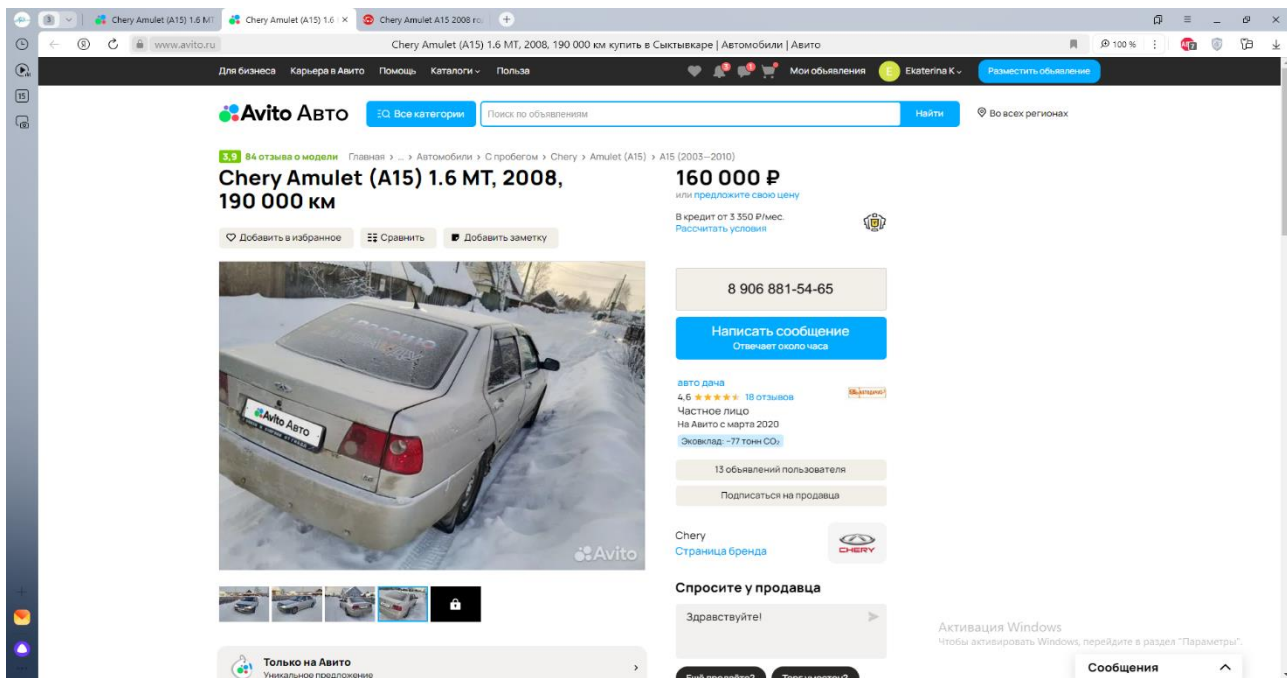 Chery Amulet (A15) 1.6 МТ
Chery Amulet (A15) 1.6
Chery Amulet A15 2008 го
www.avito.ru
Chery Amulet (A15) 1.6 МТ, 2008, 190 000 км купить в Сыктывкаре | Автомобили | Авито
100 %
Для бизнеса Карьера в Авито Помощь Каталоги Польза
Мои объявления
E Ekaterina K
Разместить объявление
15
Avito Авто
Все категории
Поиск по объявлениям
Найти
Во всех регионах
3,9 84 отзыва о модели Главная > ... > Автомобили > С пробегом > Chery > Amulet (A15) > A15 (2003—2010)
Chery Amulet (A15) 1.6 МТ, 2008,
190 000 км
Добавить в избранное
Сравнить
Добавить заметку
Avito Авто
Avito
160 000 ₽
или предложите свою цену
В кредит от 3 350 ₽/мес.
Рассчитать условия
8 906 881-54-65
Написать сообщение
Отвечает около часа
авто дача
4,6 18 отзывов
Частное лицо
На Авито с марта 2020
Эковклад: −77 тонн CO₂
13 объявлений пользователя
Подписаться на продавца
Chery
Страница бренда
CHERY
Спросите у продавца
Здравствуйте!
Ещё продаёте? Торг уместен?
Только на Авито
Уникальное предложение
Активация Windows
Чтобы активировать Windows, перейдите в раздел "Параметры".
Сообщения